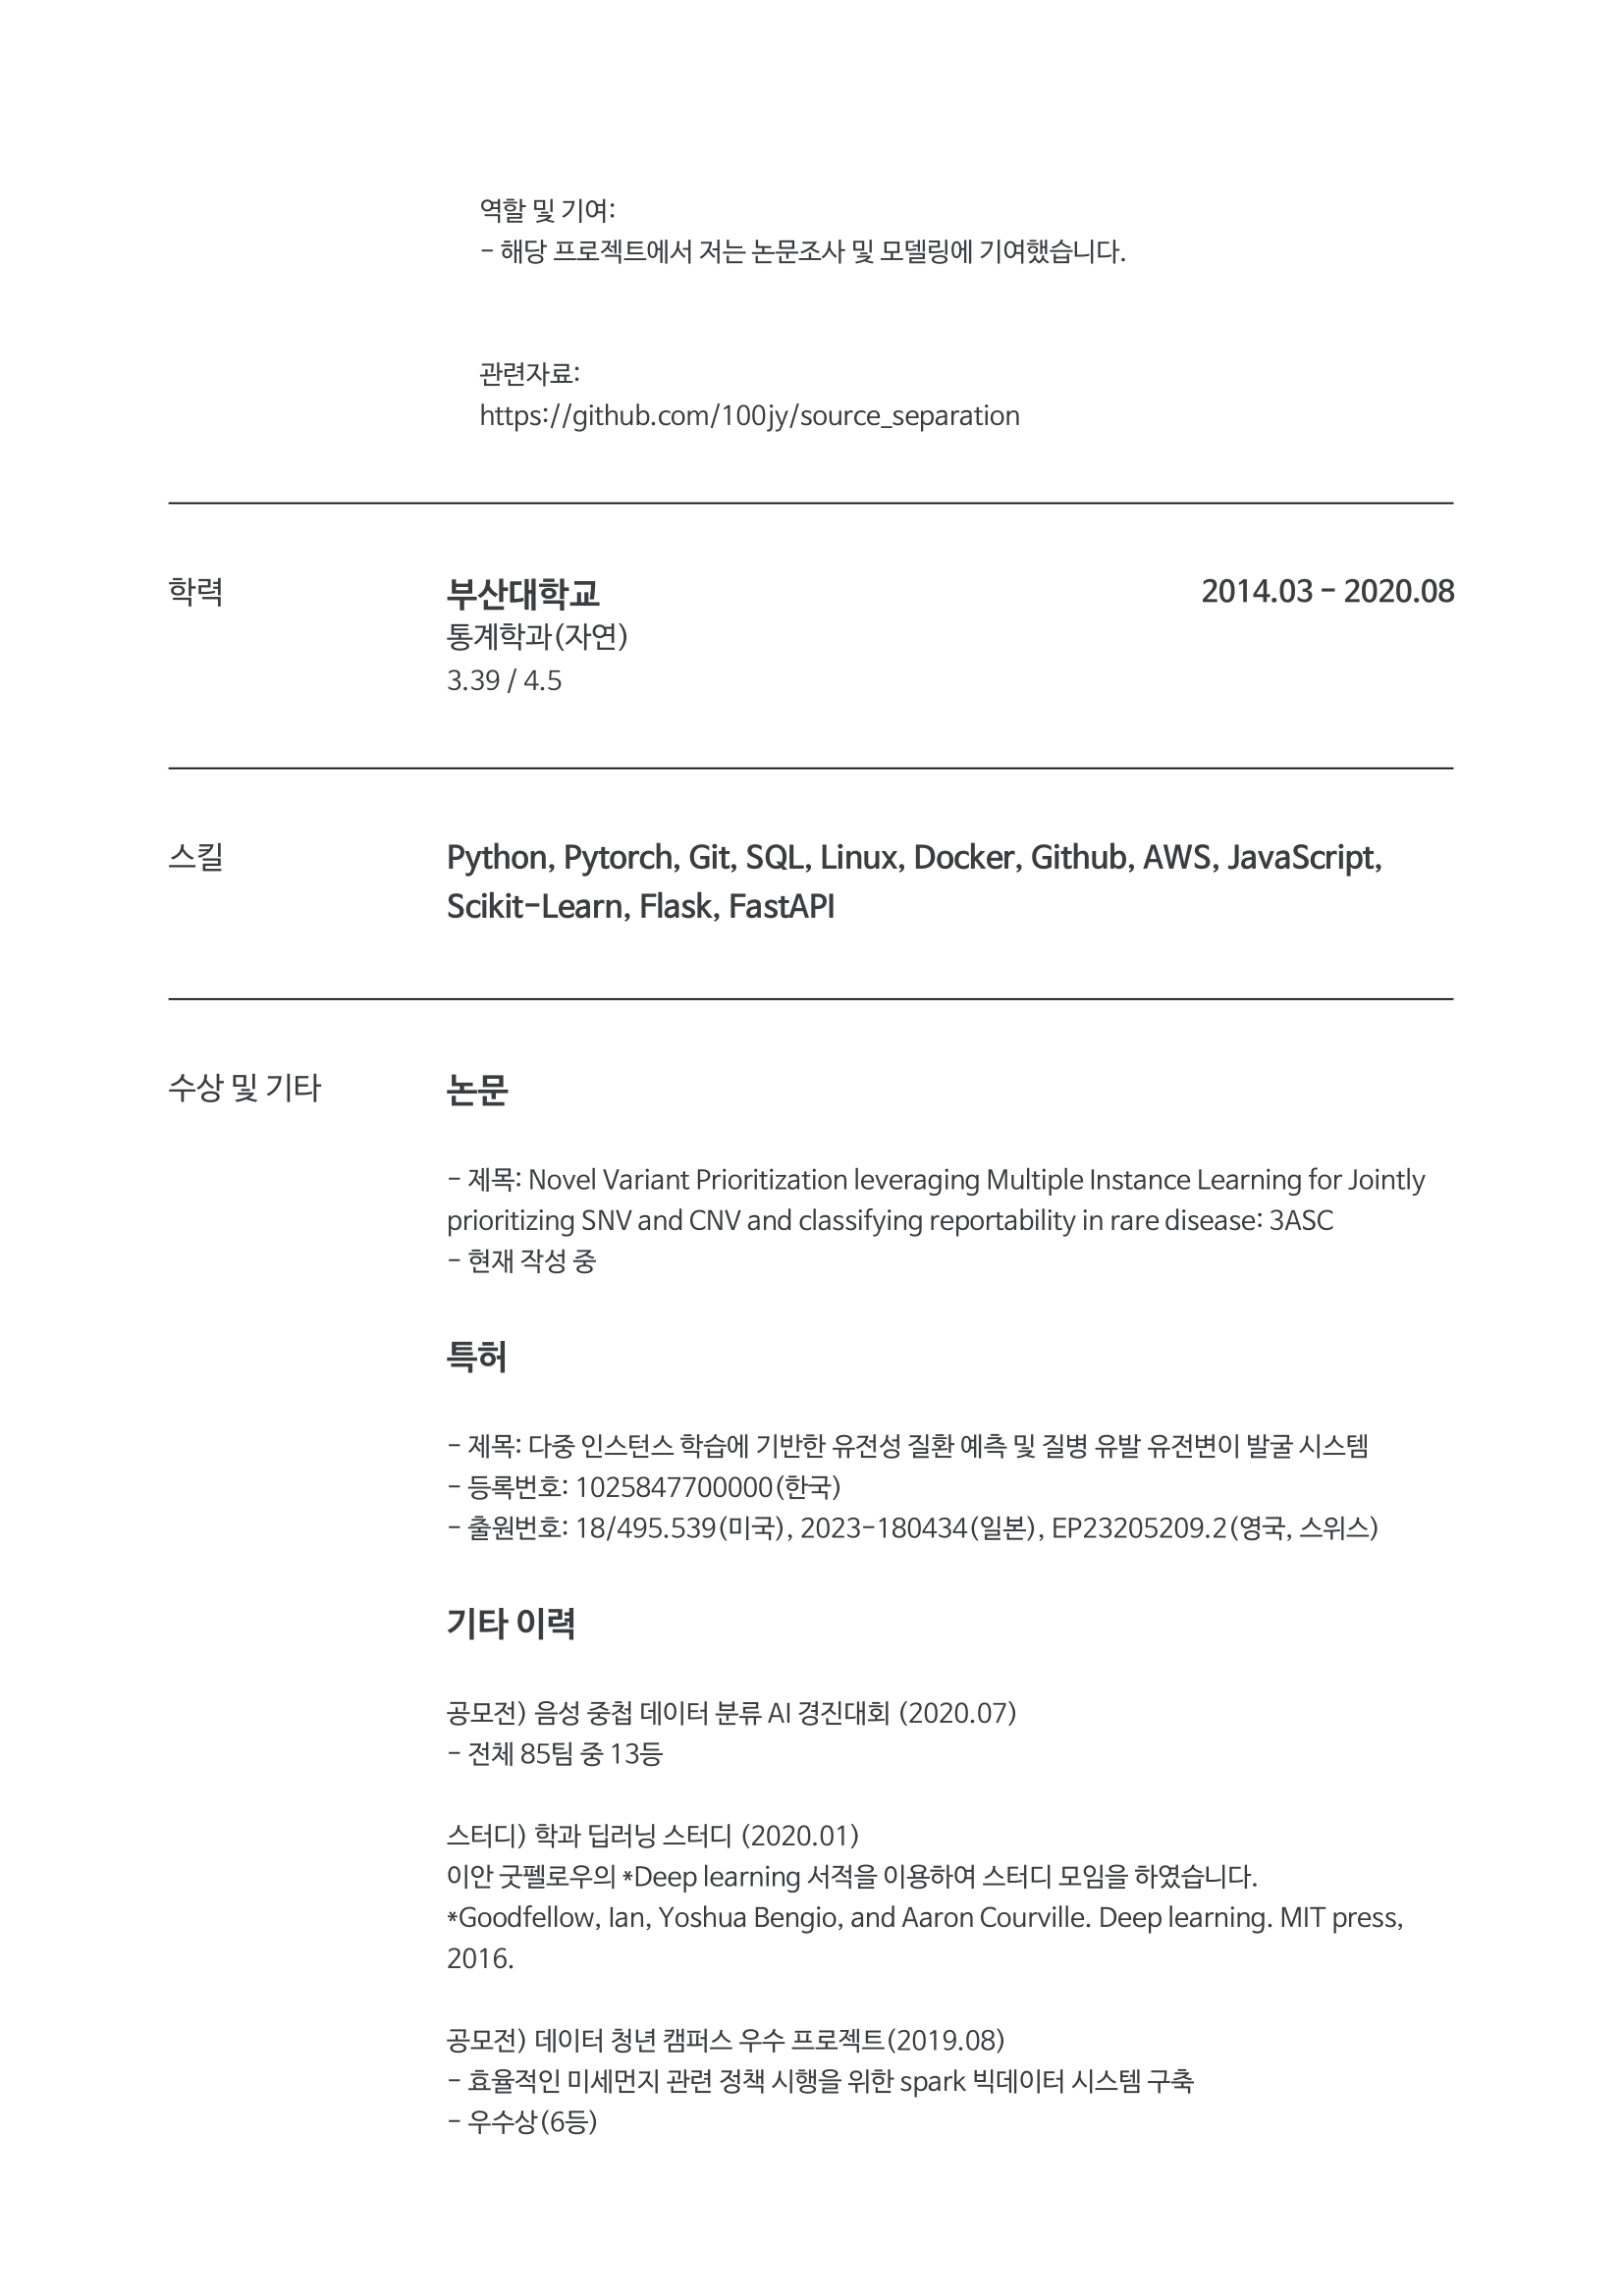 역할 및 기여:
- 해당 프로젝트에서 저는 논문조사 및 모델링에 기여했습니다.
관련자료:
https://github.com/100jy/source_separation
학력
부산대학교
2014.03 - 2020.08
통계학과(자연)
3.39 / 4.5
스킬
Python, Pytorch, Git, SQL, Linux, Docker, Github, AWS, JavaScript,
Scikit-Learn, Flask, FastAPI
수상 및 기타
논문
- 제목: Novel Variant Prioritization leveraging Multiple Instance Learning for Jointly
prioritizing SNV and CNV and classifying reportability in rare disease: 3ASC
- 현재 작성 중
특허
- 제목: 다중 인스턴스 학습에 기반한 유전성 질환 예측 및 질병 유발 유전변이 발굴 시스템
- 등록번호: 1025847700000(한국)
- 출원번호: 18/495.539(미국), 2023-180434(일본), EP23205209.2(영국, 스위스)
기타 이력
공모전) 음성 중첩 데이터 분류 AI 경진대회 (2020.07)
- 전체 85팀 중 13등
스터디) 학과 딥러닝 스터디 (2020.01)
이안 굿펠로우의 *Deep learning 서적을 이용하여 스터디 모임을 하였습니다.
*Goodfellow, Ian, Yoshua Bengio, and Aaron Courville. Deep learning. MIT press,
2016.
공모전) 데이터 청년 캠퍼스 우수 프로젝트(2019.08)
- 효율적인 미세먼지 관련 정책 시행을 위한 spark 빅데이터 시스템 구축
- 우수상(6등)